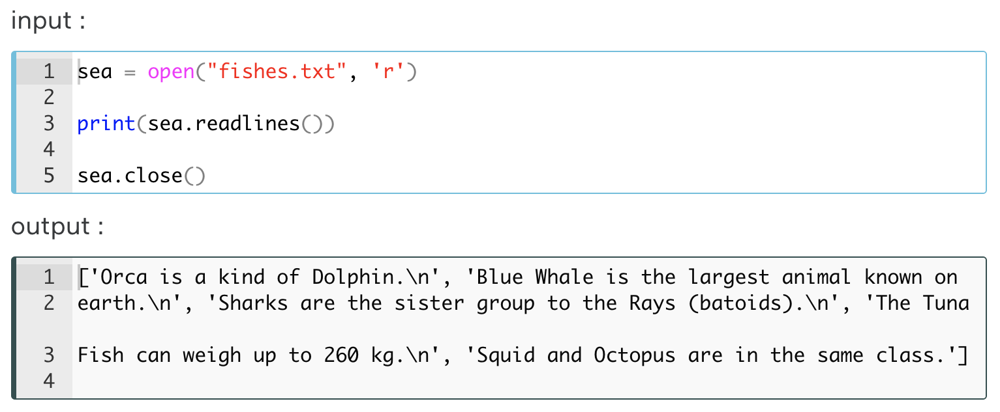 input :
1 sea = open("fishes.txt", 'r')
2
3 print(sea.readlines())
4
5 sea.close()
output :
1 ['Orca is a kind of Dolphin.\n', 'Blue Whale is the largest animal known on
2 earth.\n', 'Sharks are the sister group to the Rays (batoids).\n', 'The Tuna
3 Fish can weigh up to 260 kg.\n', 'Squid and Octopus are in the same class.']
4